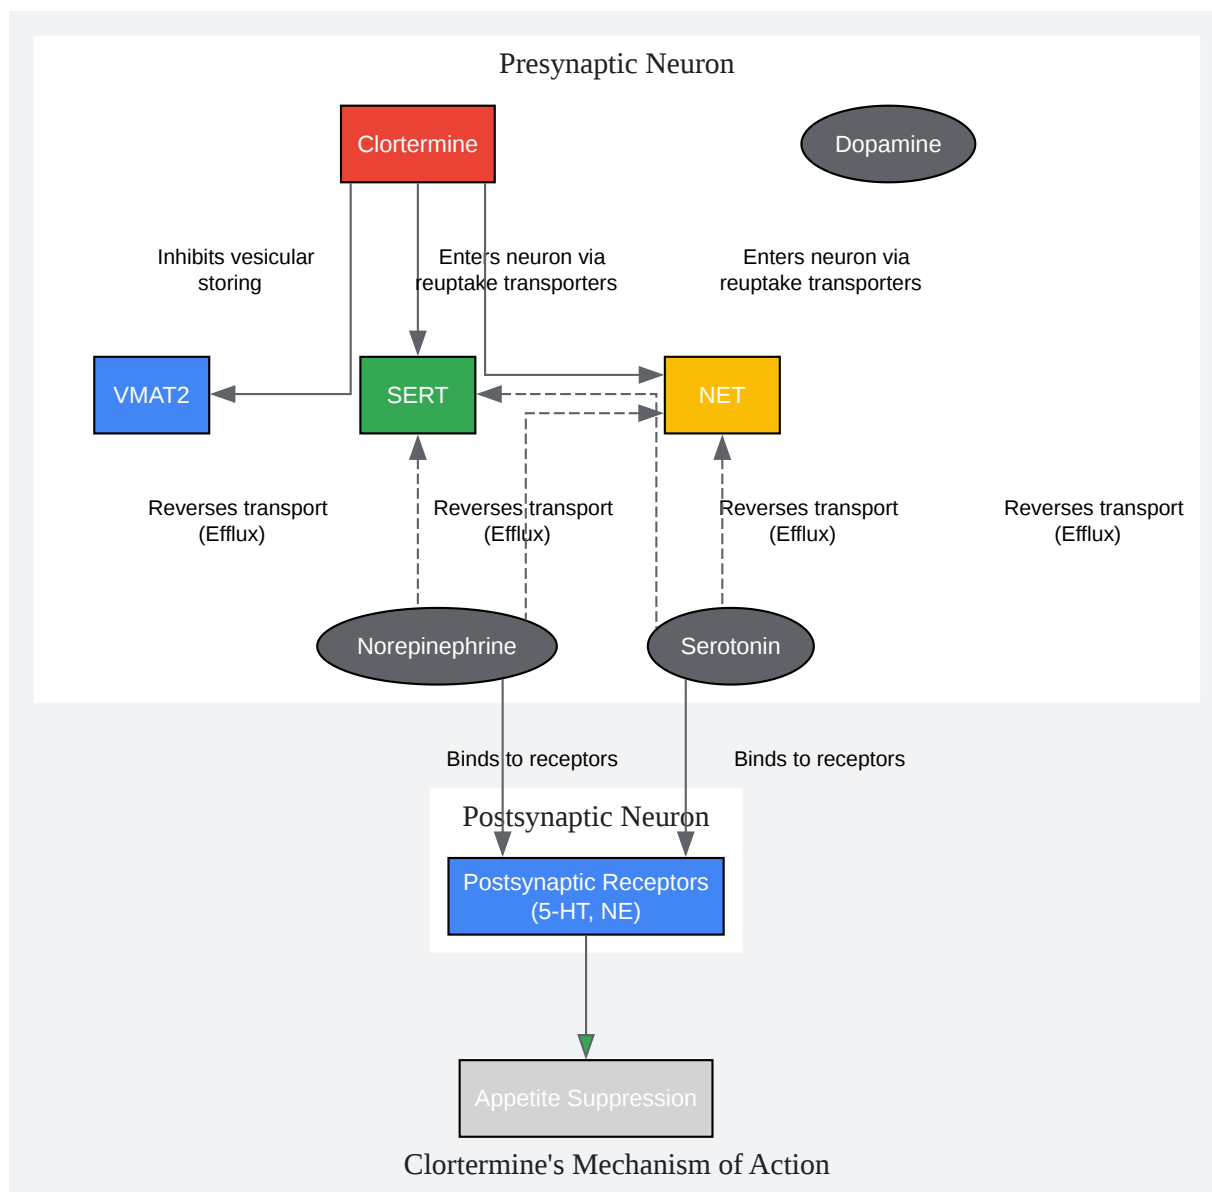 Presynaptic Neuron
Clortermine
Dopamine
Inhibits vesicular
storing
Enters neuron via
reuptake transporters
Enters neuron via
reuptake transporters
VMAT2
SERT
NET
Reverses transport
(Efflux)
Reverses transport
(Efflux)
Reverses transport
(Efflux)
Reverses transport
(Efflux)
Norepinephrine
Serotonin
Binds to receptors
Binds to receptors
Postsynaptic Neuron
Postsynaptic Receptors
(5-HT, NE)
Appetite Suppression
Clortermine's Mechanism of Action